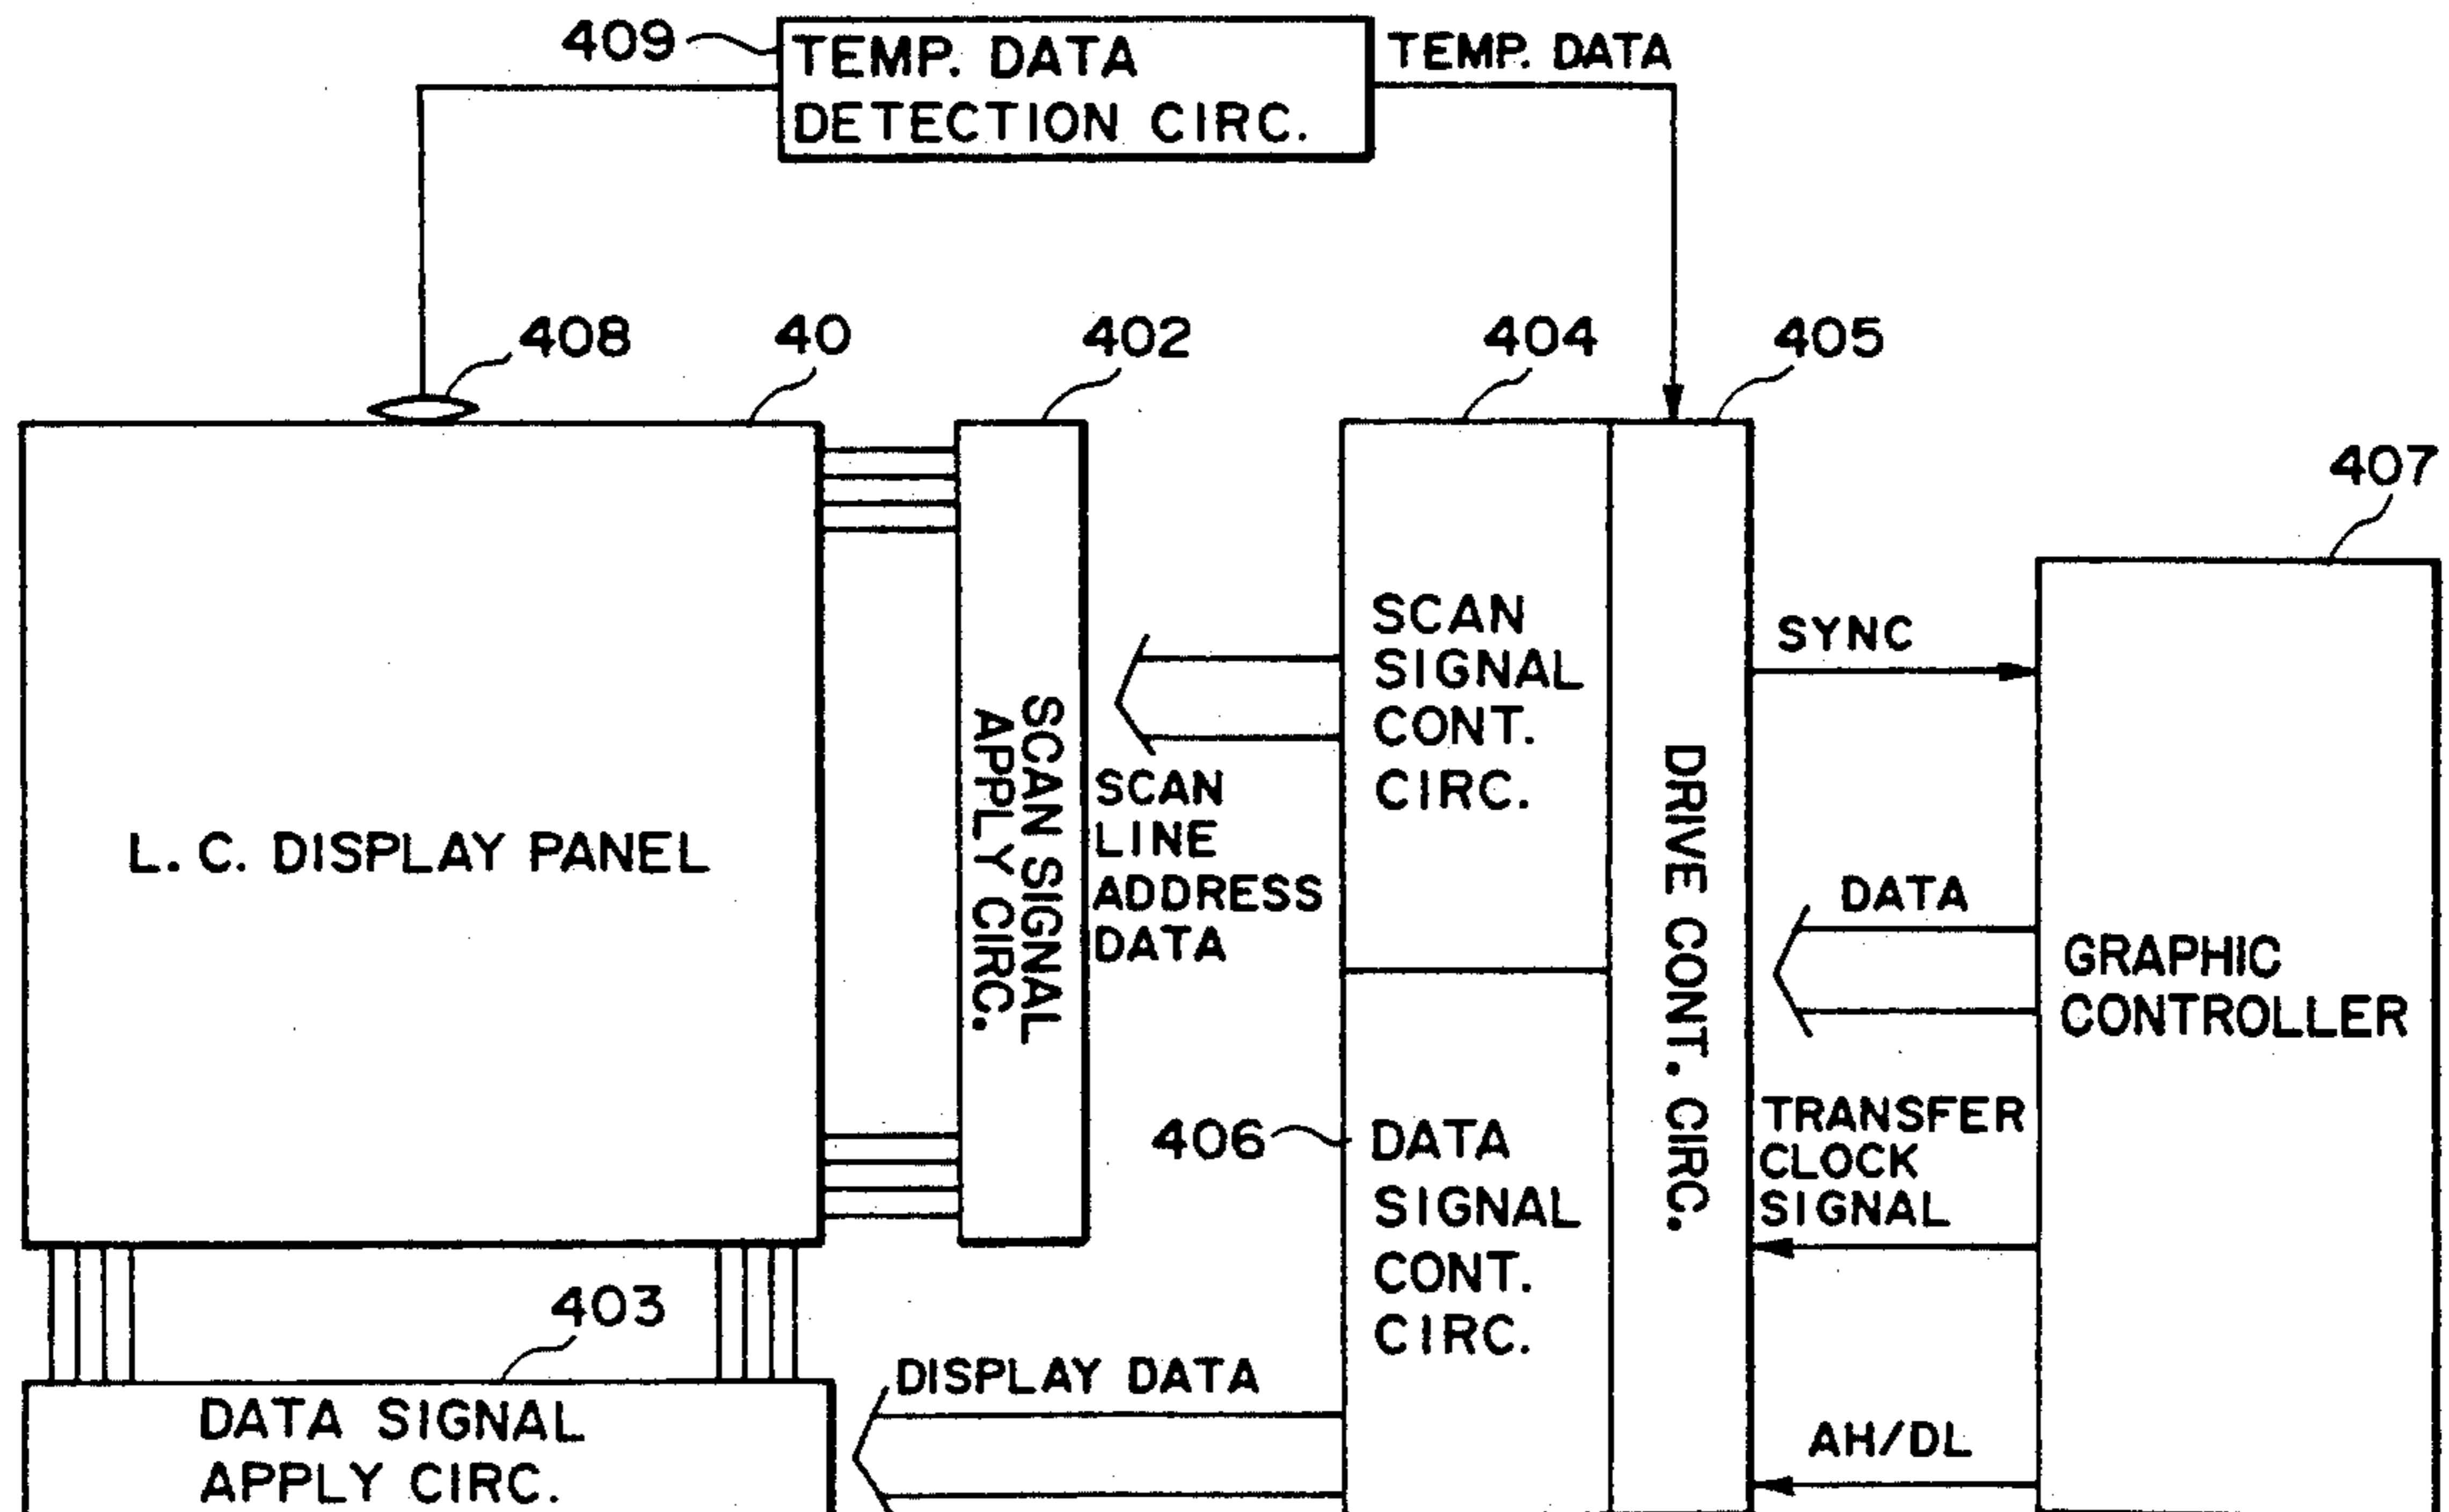 409
TEMP. DATA
DETECTION CIRC.
TEMP. DATA
408
40
402
404
405
407
L. C. DISPLAY PANEL
SCAN SIGNAL
APPLY CIRC.
SCAN
LINE
ADDRESS
DATA
SCAN
SIGNAL
CONT.
CIRC.
DRIVE CONT. CIRC.
SYNC
DATA
GRAPHIC
CONTROLLER
TRANSFER
CLOCK
SIGNAL
406
DATA
SIGNAL
CONT.
CIRC.
403
DATA SIGNAL
APPLY CIRC.
DISPLAY DATA
AH/DL